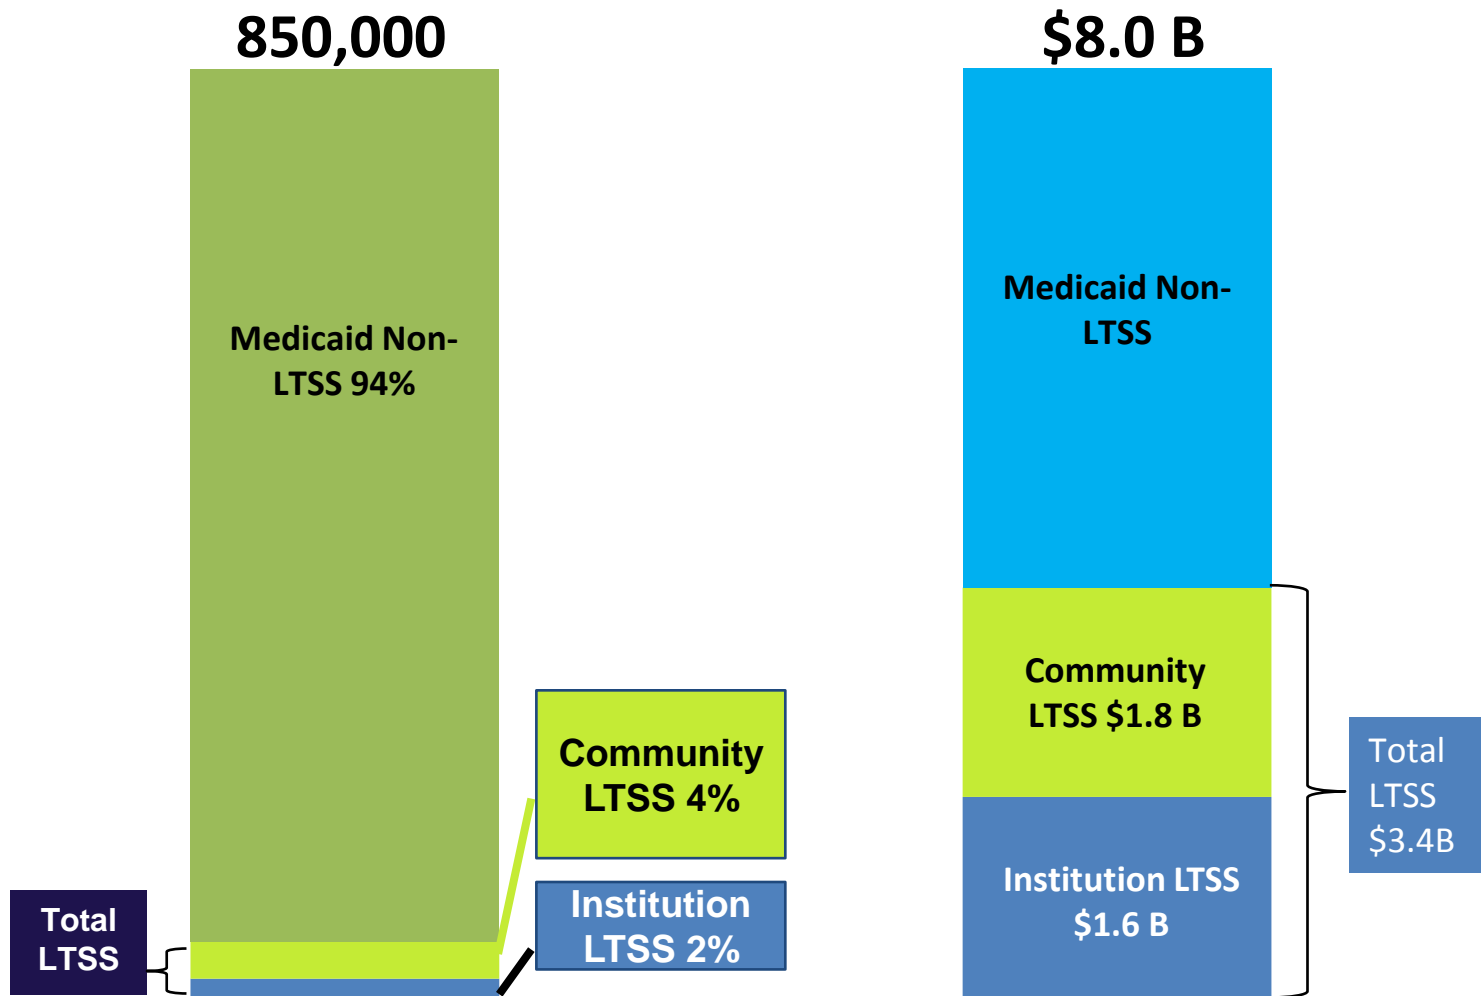 850,000
Medicaid Non-
LTSS 94%
Community
LTSS 4%
Institution
LTSS 2%
Total
LTSS
$8.0 B
Medicaid Non-
LTSS
Community
LTSS $1.8 B
Institution LTSS
$1.6 B
Total
LTSS
$3.4B